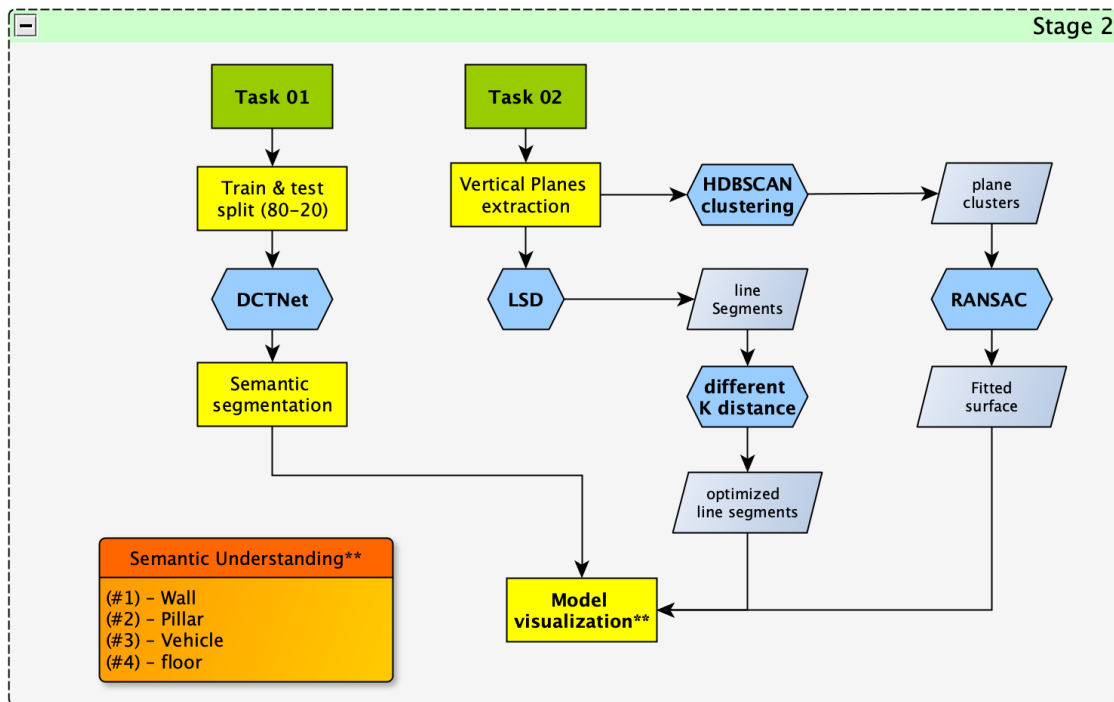 Stage 2
Task 01
Task 02
Train & test
split (80-20)
Vertical Planes
extraction
HDBSCAN
clustering
plane
clusters
DCTNet
LSD
line
Segments
RANSAC
Semantic
segmentation
different
K distance
Fitted
surface
optimized
line segments
Semantic Understanding**
(#1) - Wall
(#2) - Pillar
(#3) - Vehicle
(#4) - floor
Model
visualization**